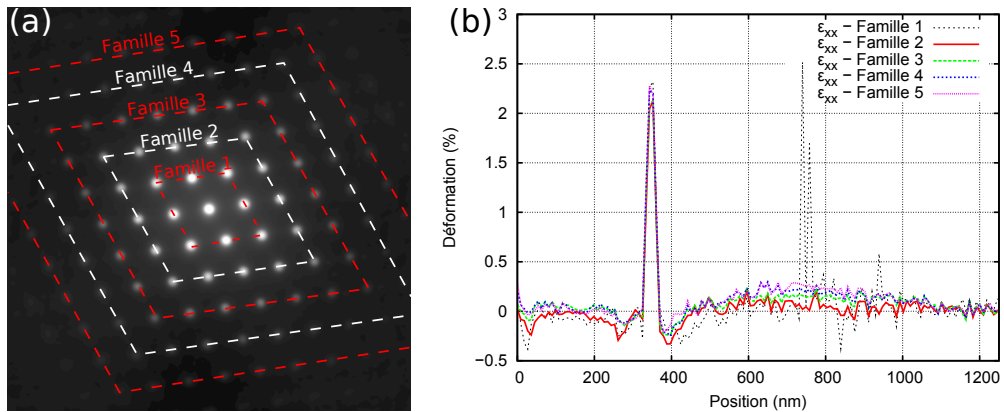 (a)
Famille 5
Famille 4
Famille 3
Famille 2
Famille 1
(b)
εxx − Famille 1
εxx − Famille 2
εxx − Famille 3
εxx − Famille 4
εxx − Famille 5
3
2.5
2
1.5
1
0.5
0
−0.5
Déformation (%)
0 200 400 600 800 1000 1200
Position (nm)